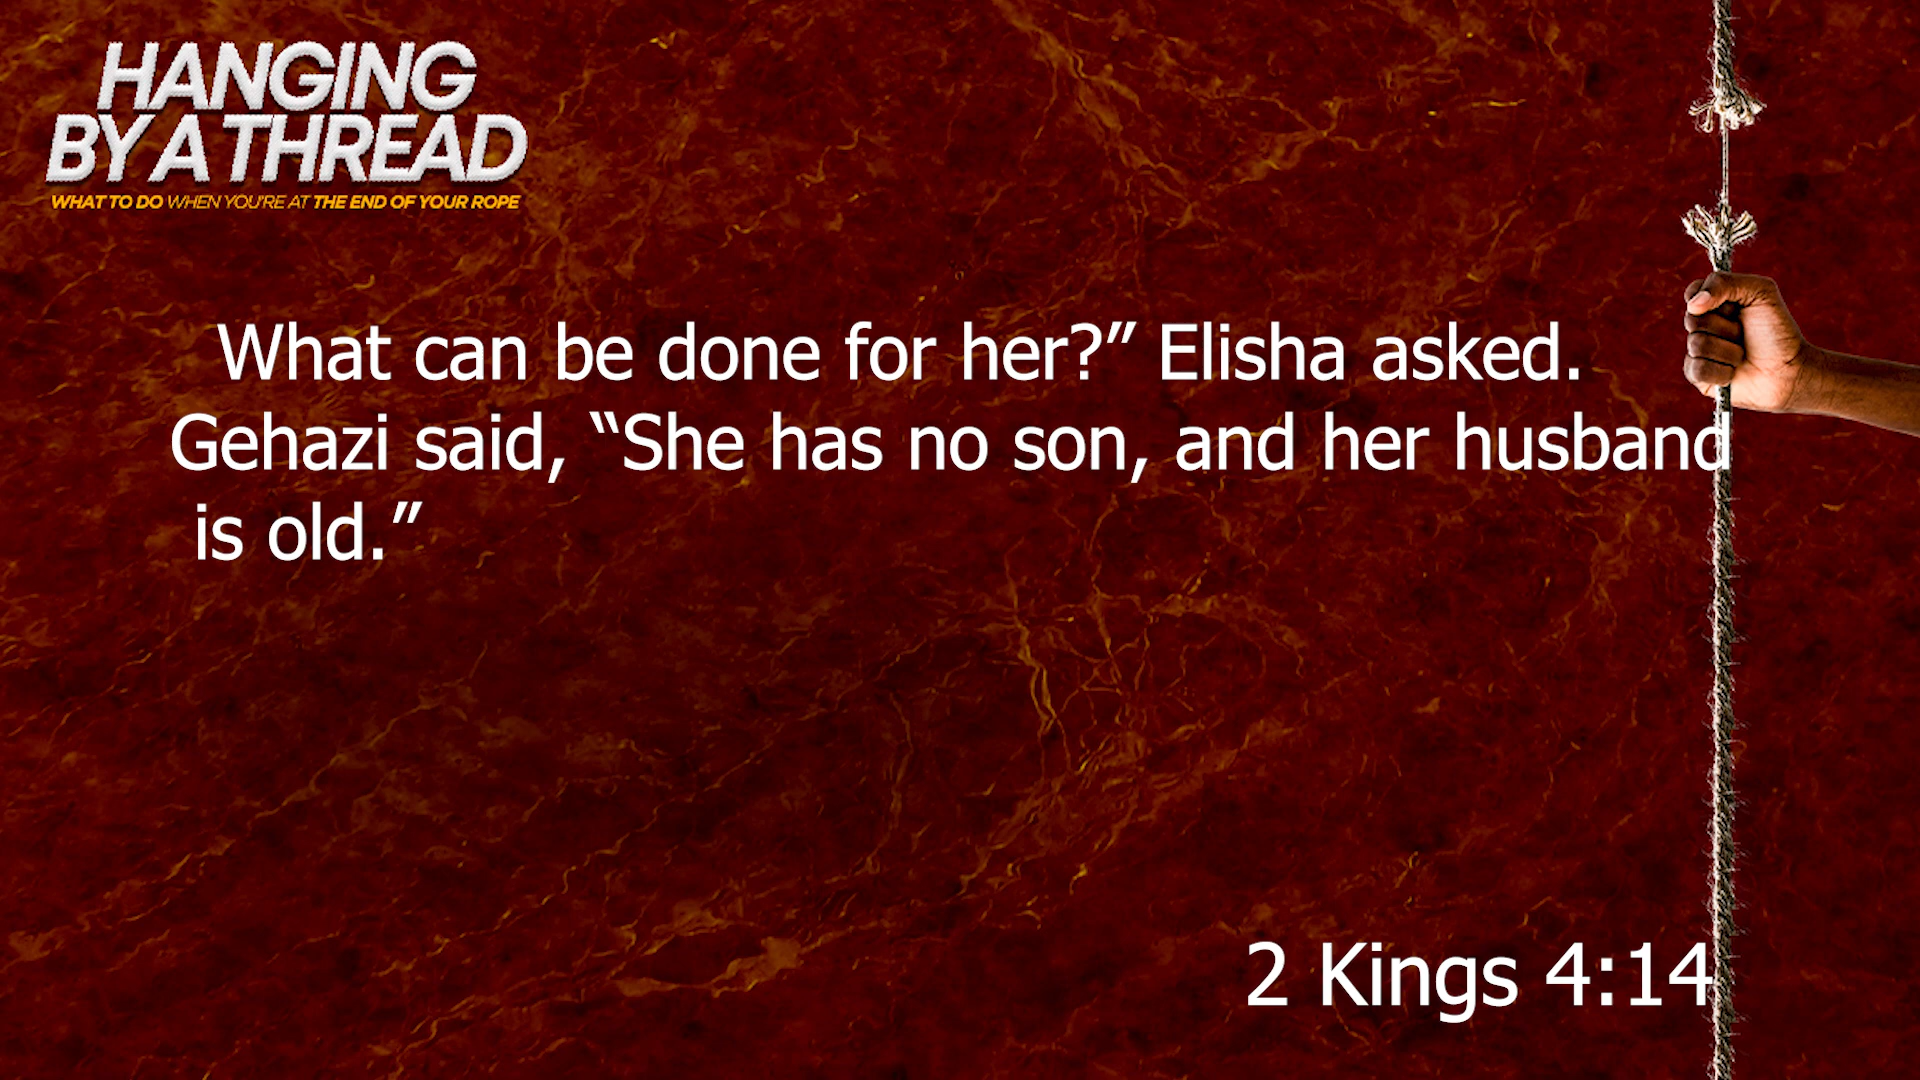 HANGING
BY A THREAD
WHAT TO DO WHEN YOU'RE AT THE END OF YOUR ROPE
What can be done for her?” Elisha asked.
Gehazi said, “She has no son, and her husband
is old.”
2 Kings 4:14